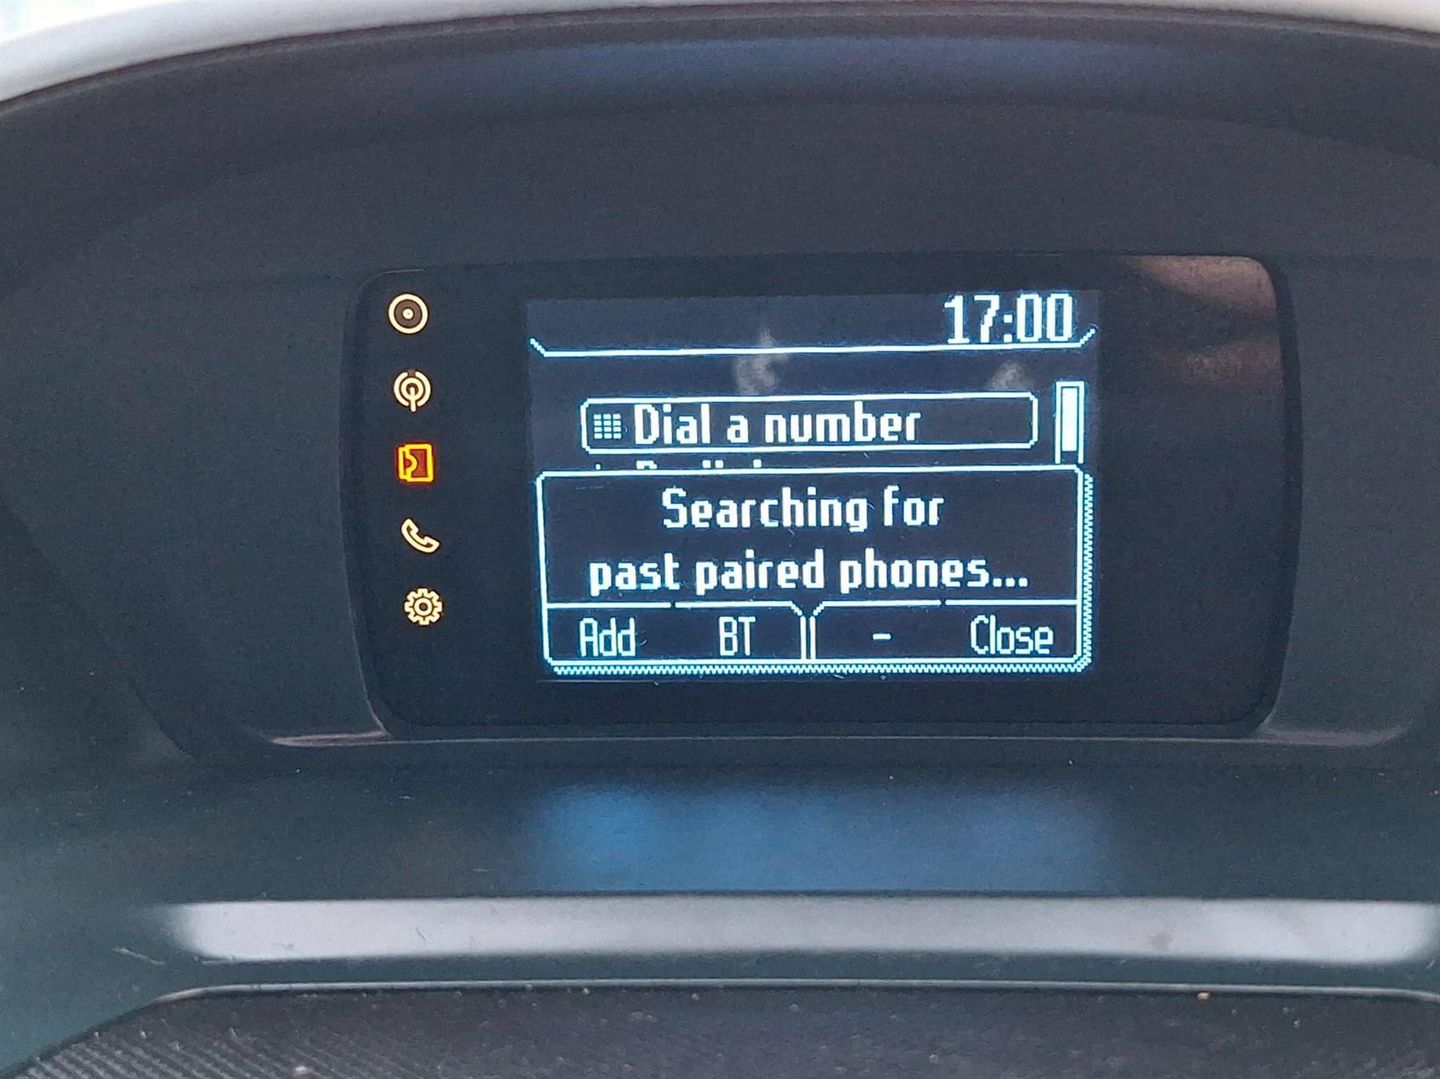 17:00
Dial a number
Searching for
past paired phones...
Add BT - Close